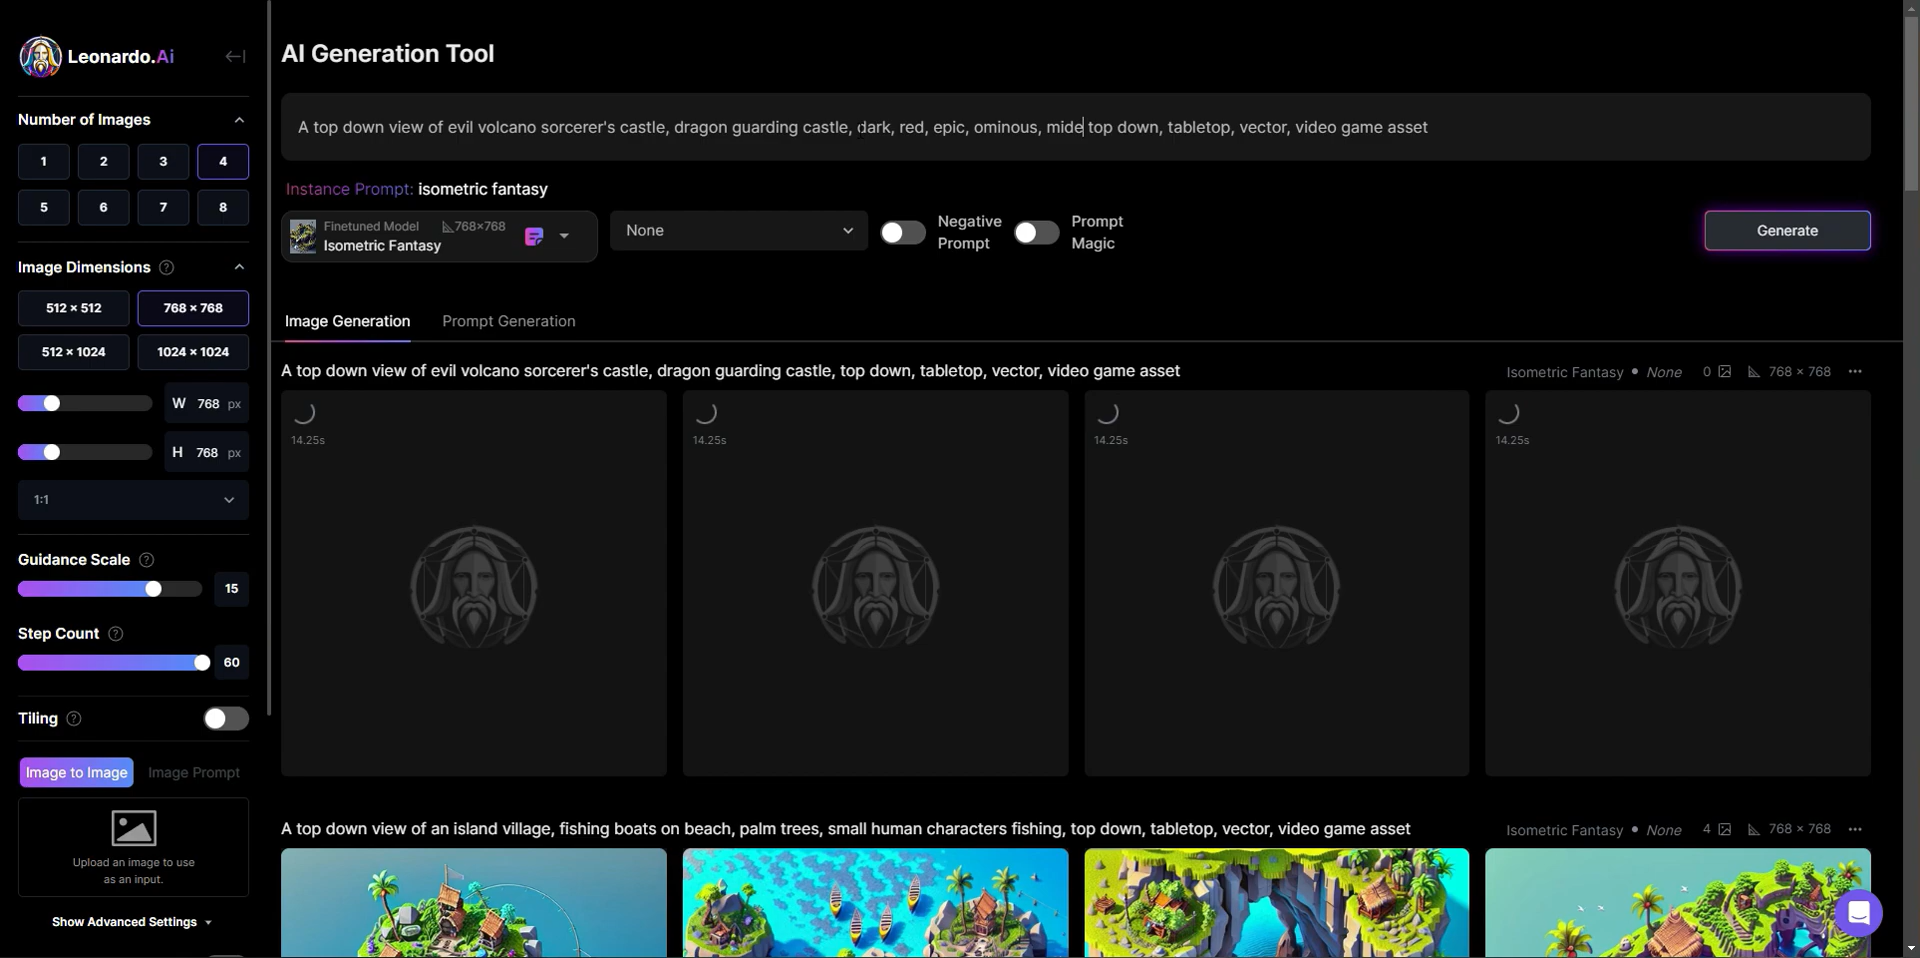 Leonardo.Ai
Number of Images
1 2 3 4
5 6 7 8
Image Dimensions ?
512 × 512 768 × 768
512 × 1024 1024 × 1024
W 768 px
H 768 px
1:1
Guidance Scale ?
15
Step Count ?
60
Tiling ?
Image to Image Image Prompt
Upload an image to use
as an input.
Show Advanced Settings
AI Generation Tool
A top down view of evil volcano sorcerer's castle, dragon guarding castle, dark, red, epic, ominous, mide top down, tabletop, vector, video game asset
Instance Prompt: isometric fantasy
Finetuned Model 768×768
Isometric Fantasy
None
Negative
Prompt
Prompt
Magic
Generate
Image Generation Prompt Generation
A top down view of evil volcano sorcerer's castle, dragon guarding castle, top down, tabletop, vector, video game asset Isometric Fantasy • None 0 768 × 768 ...
14.25s 14.25s 14.25s 14.25s
A top down view of an island village, fishing boats on beach, palm trees, small human characters fishing, top down, tabletop, vector, video game asset Isometric Fantasy • None 4 768 × 768 ...